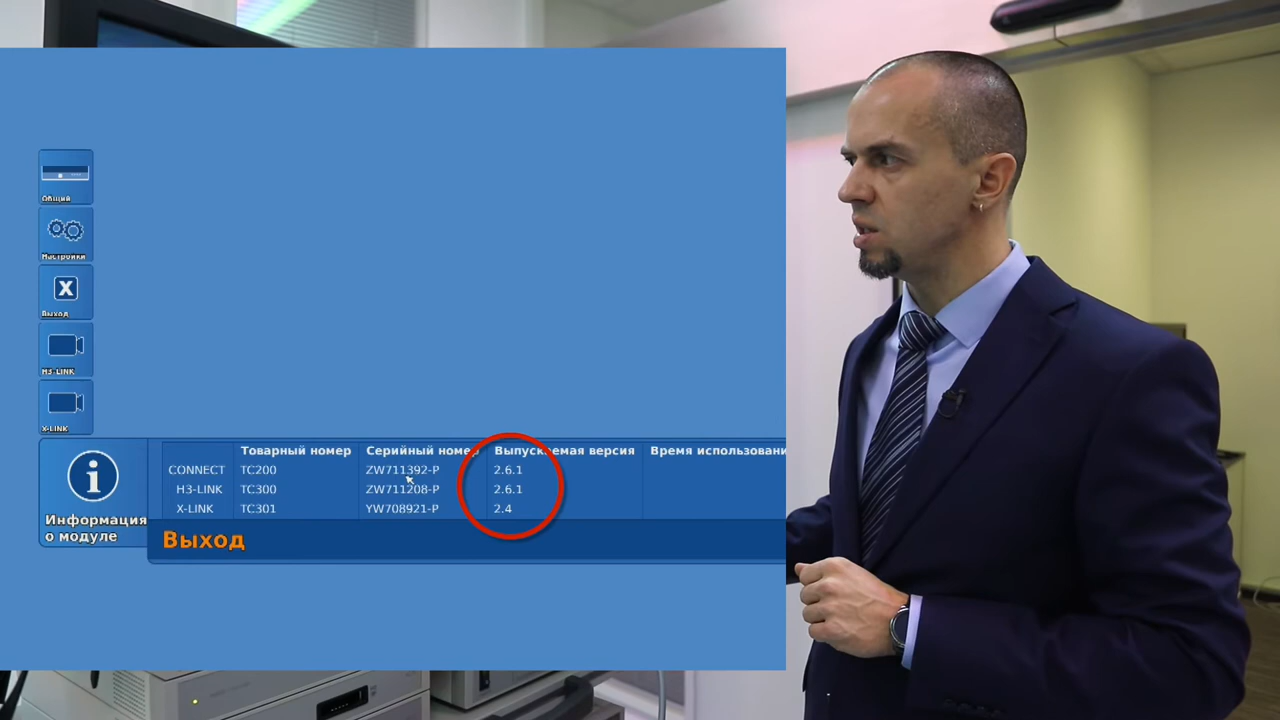 Общий
Настройки
Выход
H3-LINK
X-LINK
Товарный номер Серийный номер Выпускаемая версия Время использовани
CONNECT TC200 ZW711392-P 2.6.1
H3-LINK TC300 ZW711208-P 2.6.1
X-LINK TC301 YW708921-P 2.4
Информация
о модуле
Выход